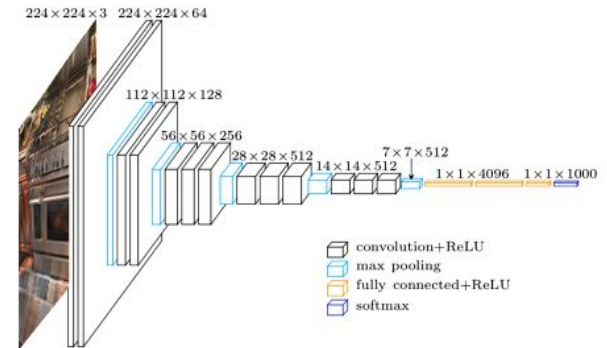 224×224×3 224×224×64
112×112×128
56×56×256
28×28×512
14×14×512
7×7×512
1×1×4096 1×1×1000
convolution+ReLU
max pooling
fully connected+ReLU
softmax